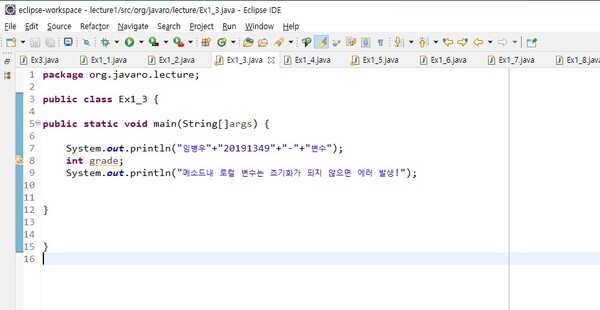 eclipse-workspace - lecture1/src/org/javaro/lecture/Ex1_3.java - Eclipse IDE
File Edit Source Refactor Navigate Search Project Run Window Help
Ex3.java Ex1_1.java Ex1_2.java Ex1_3.java Ex1_4.java Ex1_5.java Ex1_6.java Ex1_7.java Ex1_8.java
1 package org.javaro.lecture;
2
3 public class Ex1_3 {
4
5 public static void main(String[]args) {
6
7 System.out.println("임병우"+"20191349"+"-"+"변수");
8 int grade;
9 System.out.println("메소드내 로컬 변수는 초기화가 되지 않으면 에러 발생!");
10
11
12 }
13
14
15 }
16